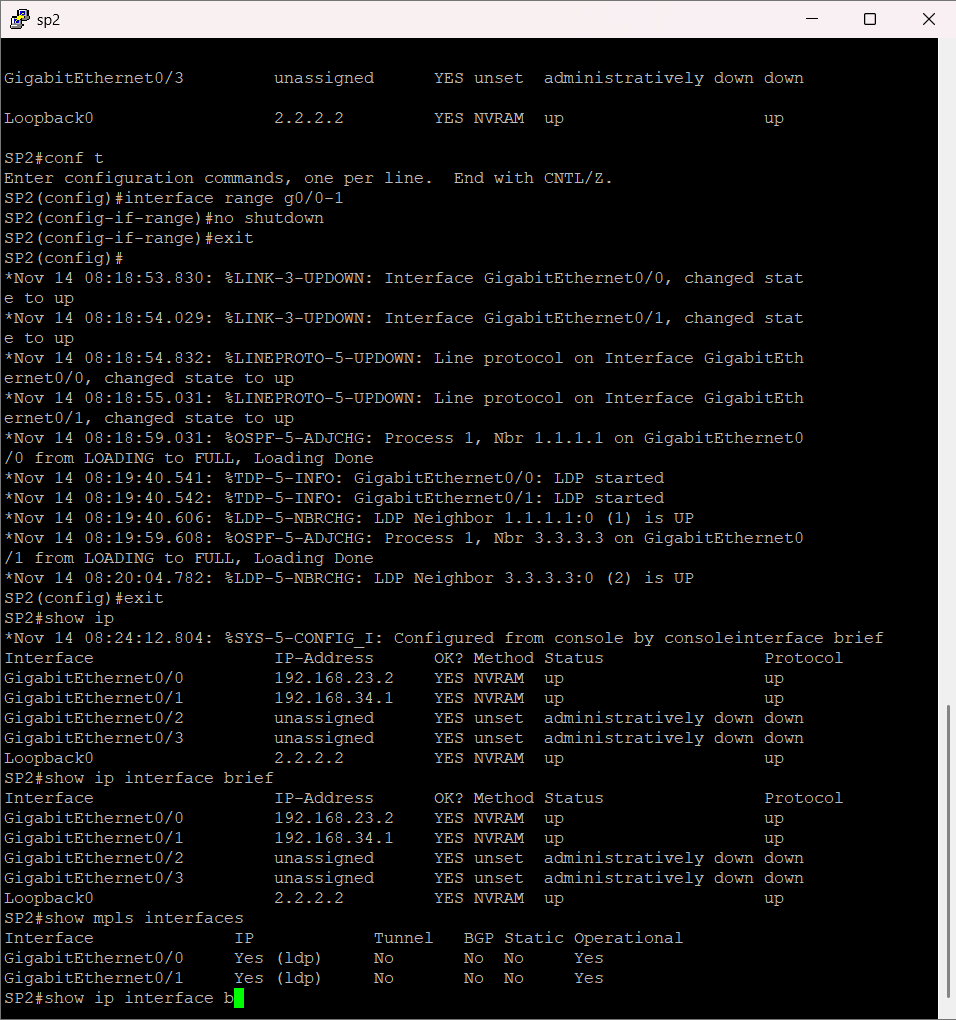 sp2
GigabitEthernet0/3         unassigned      YES unset  administratively down down
Loopback0                  2.2.2.2         YES NVRAM  up                    up
SP2#conf t
Enter configuration commands, one per line.  End with CNTL/Z.
SP2(config)#interface range g0/0-1
SP2(config-if-range)#no shutdown
SP2(config-if-range)#exit
SP2(config)#
*Nov 14 08:18:53.830: %LINK-3-UPDOWN: Interface GigabitEthernet0/0, changed stat
e to up
*Nov 14 08:18:54.029: %LINK-3-UPDOWN: Interface GigabitEthernet0/1, changed stat
e to up
*Nov 14 08:18:54.832: %LINEPROTO-5-UPDOWN: Line protocol on Interface GigabitEth
ernet0/0, changed state to up
*Nov 14 08:18:55.031: %LINEPROTO-5-UPDOWN: Line protocol on Interface GigabitEth
ernet0/1, changed state to up
*Nov 14 08:18:59.031: %OSPF-5-ADJCHG: Process 1, Nbr 1.1.1.1 on GigabitEthernet0
/0 from LOADING to FULL, Loading Done
*Nov 14 08:19:40.541: %TDP-5-INFO: GigabitEthernet0/0: LDP started
*Nov 14 08:19:40.542: %TDP-5-INFO: GigabitEthernet0/1: LDP started
*Nov 14 08:19:40.606: %LDP-5-NBRCHG: LDP Neighbor 1.1.1.1:0 (1) is UP
*Nov 14 08:19:59.608: %OSPF-5-ADJCHG: Process 1, Nbr 3.3.3.3 on GigabitEthernet0
/1 from LOADING to FULL, Loading Done
*Nov 14 08:20:04.782: %LDP-5-NBRCHG: LDP Neighbor 3.3.3.3:0 (2) is UP
SP2(config)#exit
SP2#show ip
*Nov 14 08:24:12.804: %SYS-5-CONFIG_I: Configured from console by consoleinterface brief
Interface                  IP-Address      OK? Method Status                Protocol
GigabitEthernet0/0         192.168.23.2    YES NVRAM  up                    up
GigabitEthernet0/1         192.168.34.1    YES NVRAM  up                    up
GigabitEthernet0/2         unassigned      YES unset  administratively down down
GigabitEthernet0/3         unassigned      YES unset  administratively down down
Loopback0                  2.2.2.2         YES NVRAM  up                    up
SP2#show ip interface brief
Interface                  IP-Address      OK? Method Status                Protocol
GigabitEthernet0/0         192.168.23.2    YES NVRAM  up                    up
GigabitEthernet0/1         192.168.34.1    YES NVRAM  up                    up
GigabitEthernet0/2         unassigned      YES unset  administratively down down
GigabitEthernet0/3         unassigned      YES unset  administratively down down
Loopback0                  2.2.2.2         YES NVRAM  up                    up
SP2#show mpls interfaces
Interface              IP            Tunnel   BGP Static Operational
GigabitEthernet0/0     Yes (ldp)     No       No  No     Yes
GigabitEthernet0/1     Yes (ldp)     No       No  No     Yes
SP2#show ip interface b